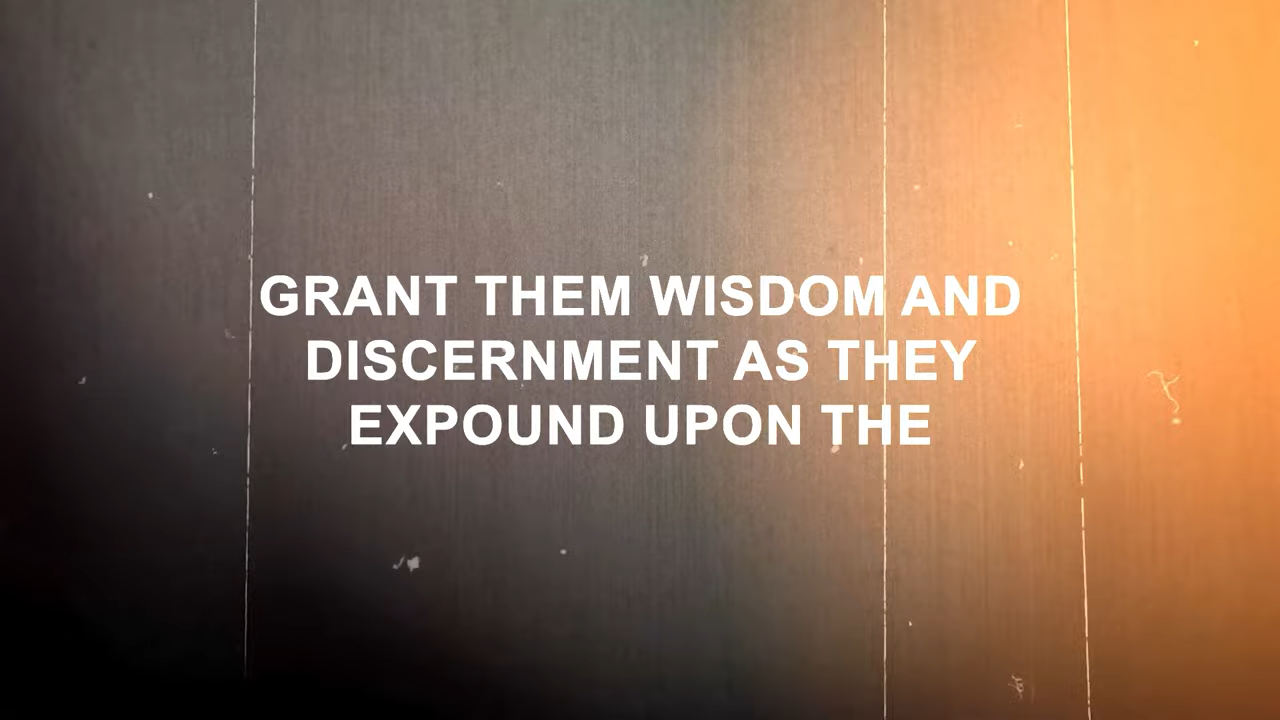 GRANT THEM WISDOM AND
DISCERNMENT AS THEY
EXPOUND UPON THE